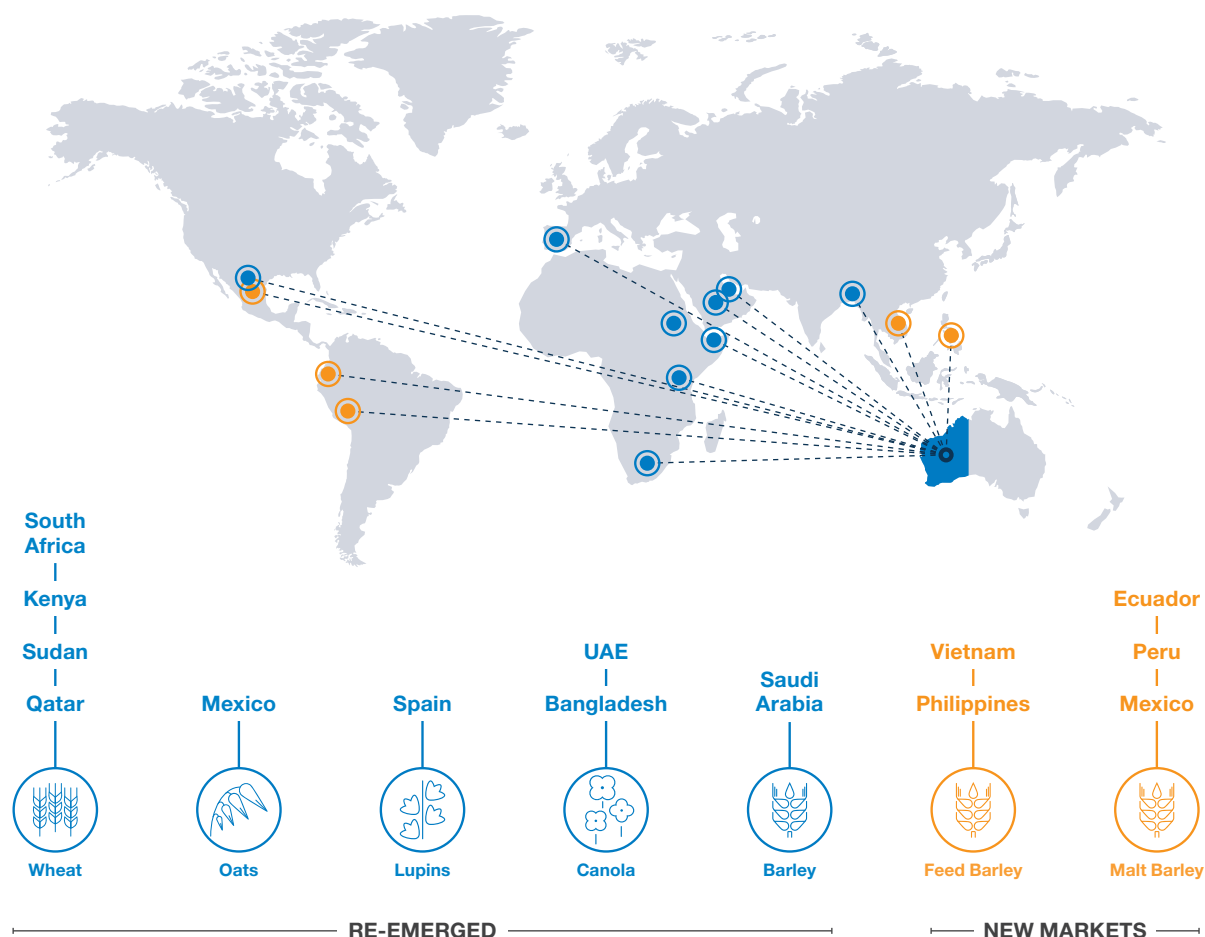 South
Africa
Kenya
Sudan
Qatar
Wheat
Mexico
Oats
Spain
Lupins
UAE
Bangladesh
Canola
Saudi
Arabia
Barley
Vietnam
Philippines
Feed Barley
Ecuador
Peru
Mexico
Malt Barley
RE-EMERGED
NEW MARKETS